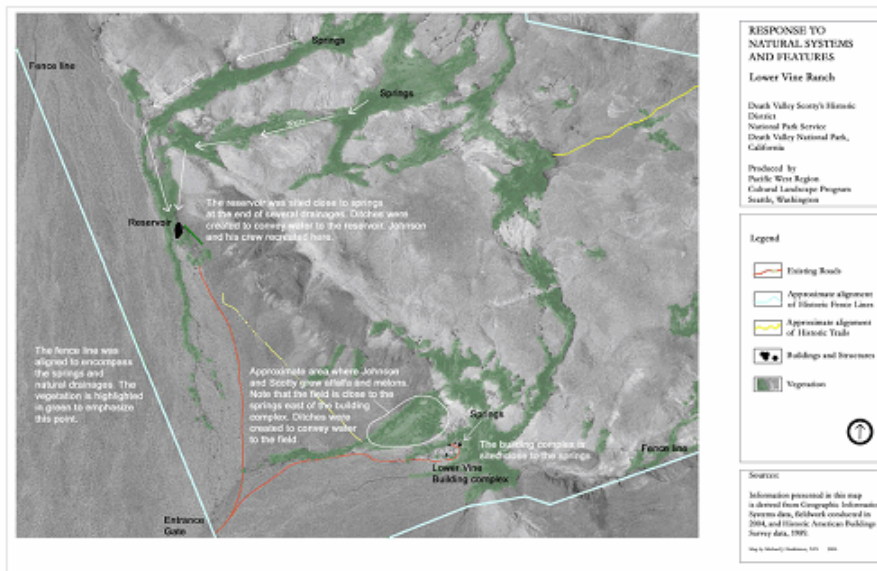 Springs
Fence line
Springs
The reservoir was sited close to springs
at the end of several drainages. Ditches were
created to convey water to the reservoir. Johnson
and his crew recreated here.
Reservoir
The fence line was
aligned to encompass
the springs and
natural drainages. The
vegetation is highlighted
in green to emphasize
this point.
Approximate area where Johnson
and Scotty grew alfalfa and melons.
Note that the field is close to the
springs east of the building
complex. Ditches were
created to convey water
to the field.
Springs
The building complex is
sited close to the springs
Lower Vine
Building complex
Fence line
Entrance
Gate
RESPONSE TO
NATURAL SYSTEMS
AND FEATURES
Lower Vine Ranch
Death Valley Scotty's Historic
District
National Park Service
Death Valley National Park,
California
Produced by
Pacific West Region
Cultural Landscape Program
Seattle, Washington
Legend
Existing Roads
Approximate alignment
of Historic Fence Lines
Approximate alignment
of Historic Trails
Buildings and Structures
Vegetation
Sources:
Information presented in this map
is derived from Geographic Informatio
Systems data, fieldwork conducted in
2004, and Historic American Buildings
Survey data, 1989.